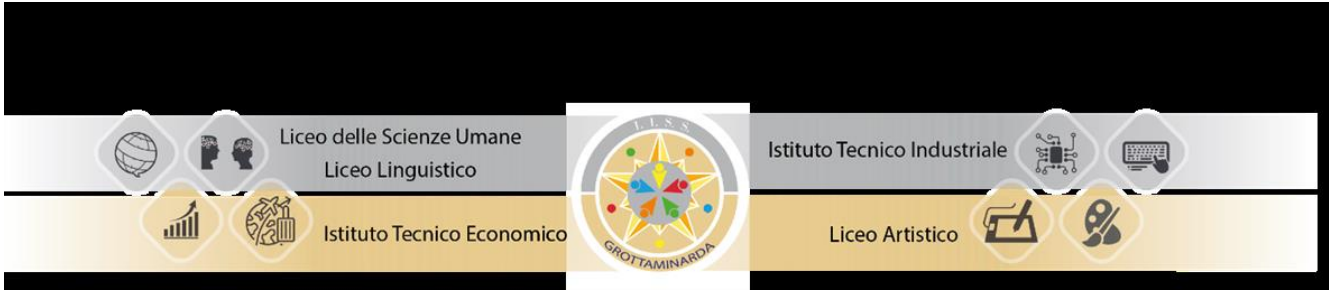 Liceo delle Scienze Umane
Liceo Linguistico
Istituto Tecnico Economico
I. I. S. S.
GROTTAMINARDA
Istituto Tecnico Industriale
Liceo Artistico